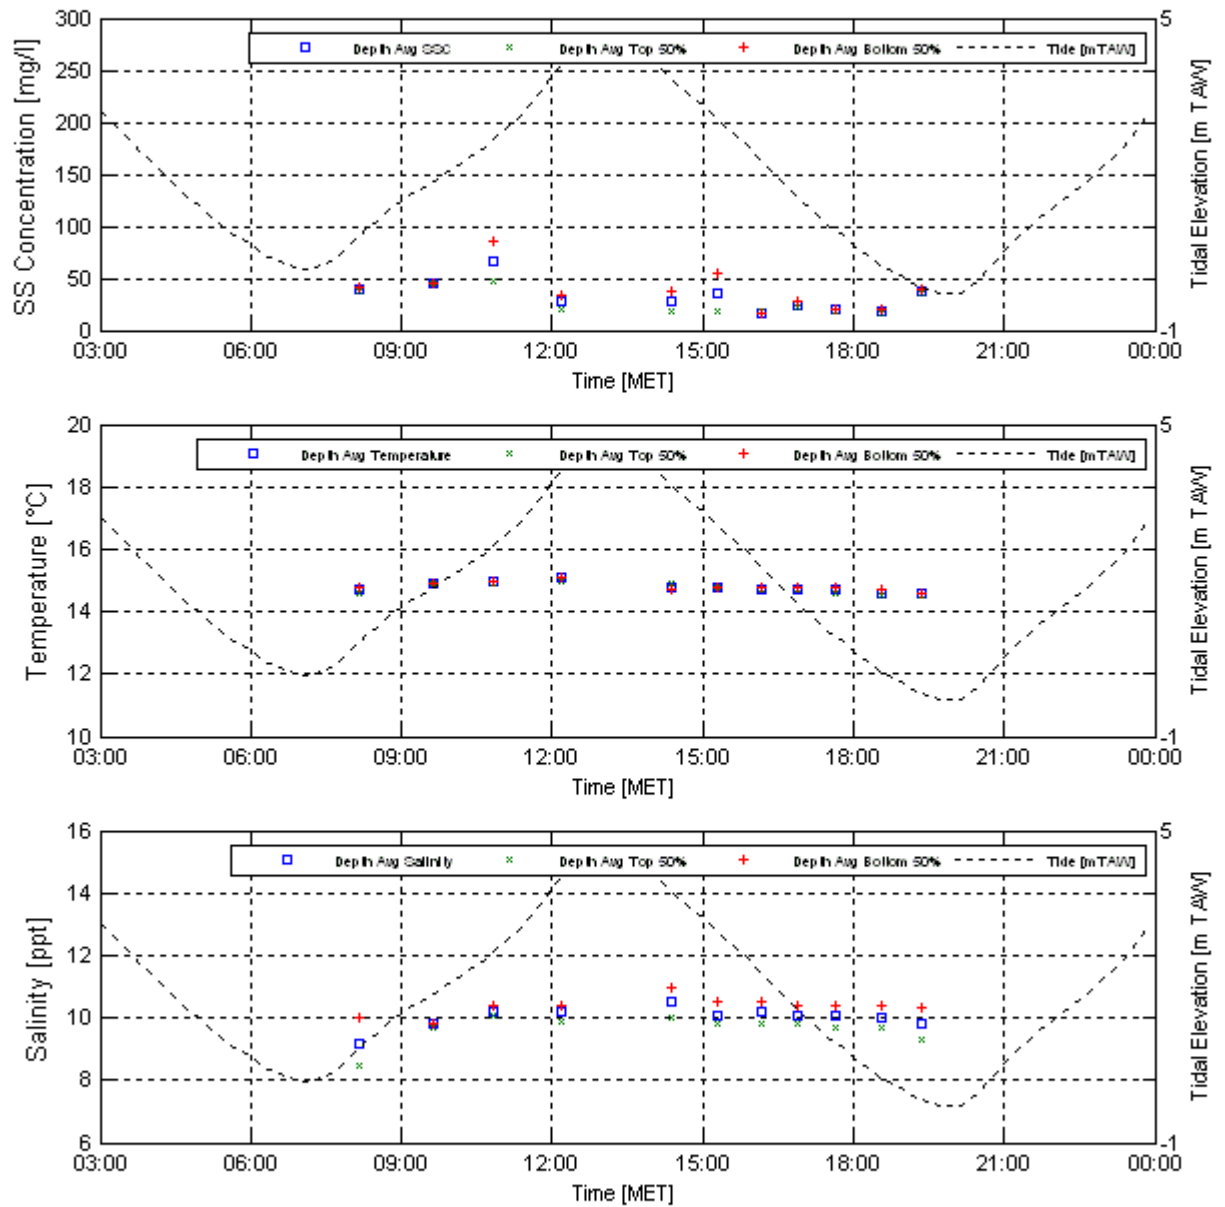 300
250
200
150
100
50
0
SS Concentration [mg/l]
Depth Avg SSC Depth Avg Top 50% Depth Avg Bottom 50% Tide [mTAW]
5
-1
Tidal Elevation [m TAW]
03:00 06:00 09:00 12:00 15:00 18:00 21:00 00:00
Time [MET]
20
18
16
14
12
10
Temperature [°C]
Depth Avg Temperature Depth Avg Top 50% Depth Avg Bottom 50% Tide [mTAW]
5
-1
Tidal Elevation [m TAW]
03:00 06:00 09:00 12:00 15:00 18:00 21:00 00:00
Time [MET]
16
14
12
10
8
6
Salinity [ppt]
Depth Avg Salinity Depth Avg Top 50% Depth Avg Bottom 50% Tide [mTAW]
5
-1
Tidal Elevation [m TAW]
03:00 06:00 09:00 12:00 15:00 18:00 21:00 00:00
Time [MET]